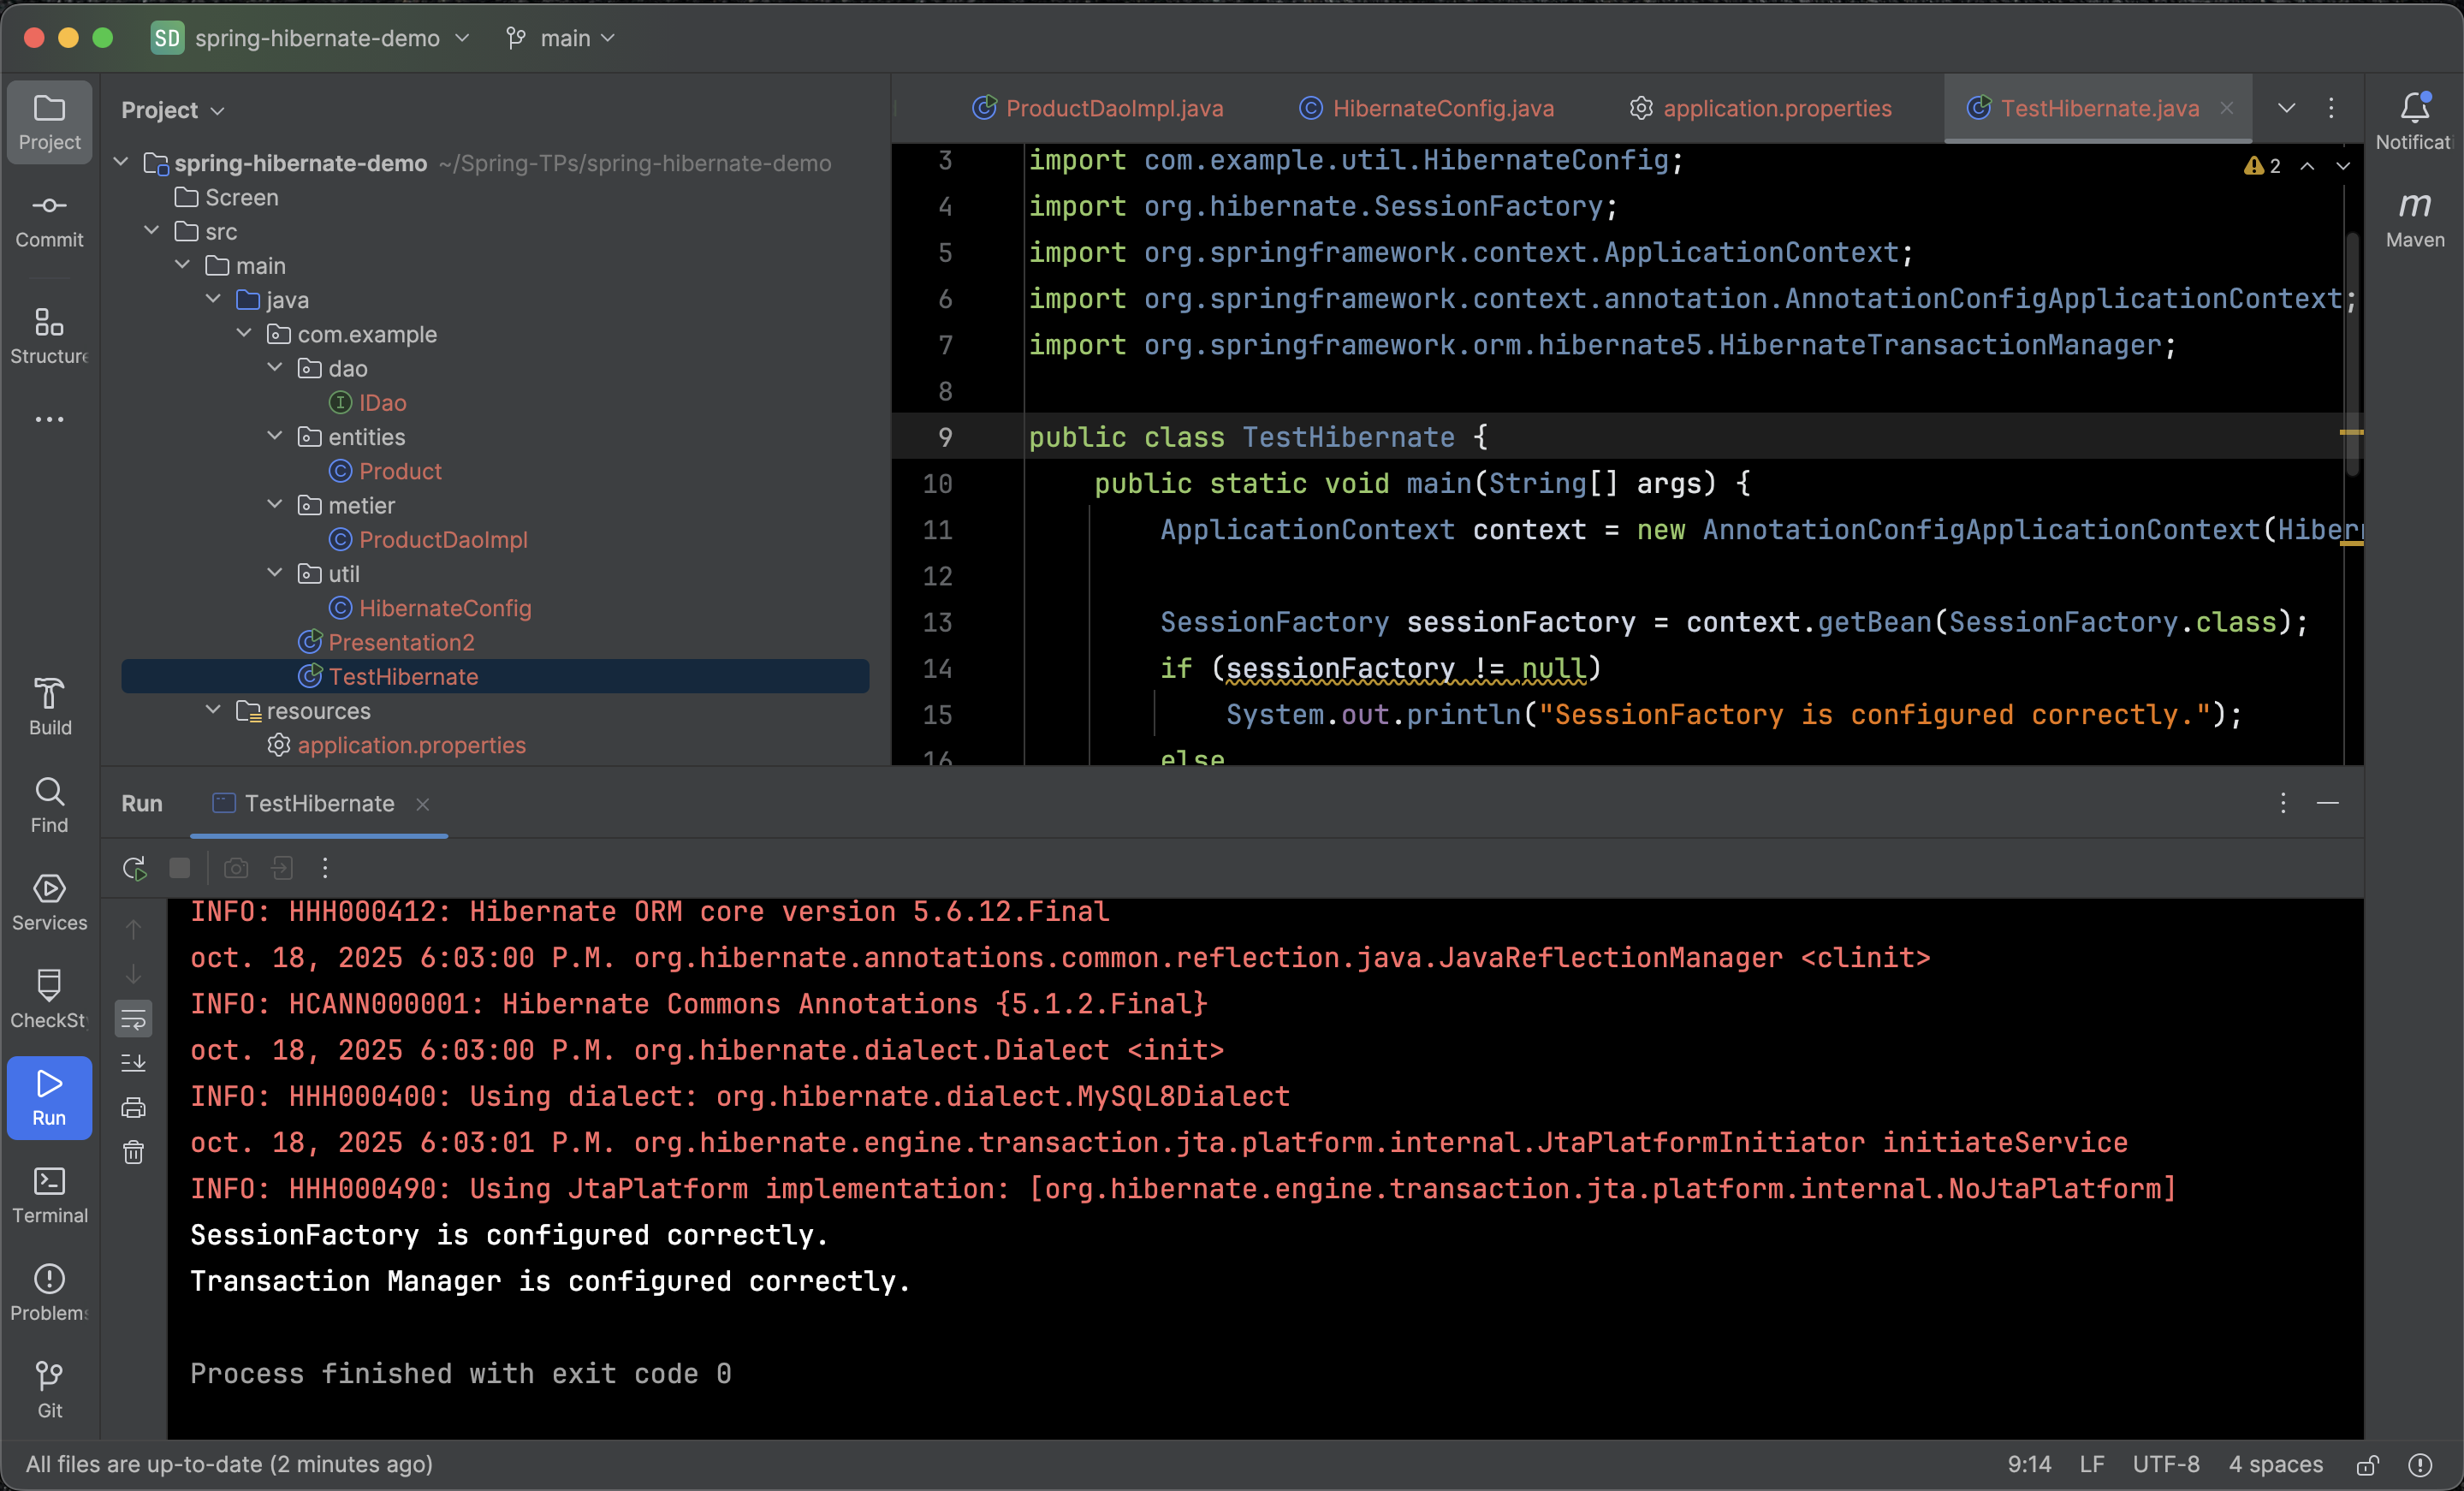 SD spring-hibernate-demo main
Project
Commit
Structure
Build
Find
Services
CheckSt
Run
Terminal
Problems
Git
Project
spring-hibernate-demo ~/Spring-TPs/spring-hibernate-demo
Screen
src
main
java
com.example
dao
IDao
entities
Product
metier
ProductDaoImpl
util
HibernateConfig
Presentation2
TestHibernate
resources
application.properties
ProductDaoImpl.java HibernateConfig.java application.properties TestHibernate.java
2
3 import com.example.util.HibernateConfig;
4 import org.hibernate.SessionFactory;
5 import org.springframework.context.ApplicationContext;
6 import org.springframework.context.annotation.AnnotationConfigApplicationContext;
7 import org.springframework.orm.hibernate5.HibernateTransactionManager;
8
9 public class TestHibernate {
10 public static void main(String[] args) {
11 ApplicationContext context = new AnnotationConfigApplicationContext(Hiber
12
13 SessionFactory sessionFactory = context.getBean(SessionFactory.class);
14 if (sessionFactory != null)
15 System.out.println("SessionFactory is configured correctly.");
16 else
Notificati
m
Maven
Run TestHibernate
INFO: HHH000412: Hibernate ORM core version 5.6.12.Final
oct. 18, 2025 6:03:00 P.M. org.hibernate.annotations.common.reflection.java.JavaReflectionManager <clinit>
INFO: HCANN000001: Hibernate Commons Annotations {5.1.2.Final}
oct. 18, 2025 6:03:00 P.M. org.hibernate.dialect.Dialect <init>
INFO: HHH000400: Using dialect: org.hibernate.dialect.MySQL8Dialect
oct. 18, 2025 6:03:01 P.M. org.hibernate.engine.transaction.jta.platform.internal.JtaPlatformInitiator initiateService
INFO: HHH000490: Using JtaPlatform implementation: [org.hibernate.engine.transaction.jta.platform.internal.NoJtaPlatform]
SessionFactory is configured correctly.
Transaction Manager is configured correctly.
Process finished with exit code 0
All files are up-to-date (2 minutes ago)
9:14 LF UTF-8 4 spaces